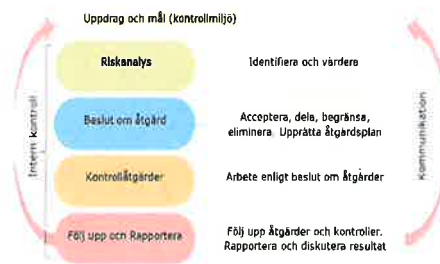 Uppdrag och mål (kontrollmiljö)
Riskanalys
Identifiera och värdera
Beslut om åtgärd
Acceptera, dela, begränsa,
eliminera. Upprätta åtgärdsplan
Kontrollåtgärder
Arbete enligt beslut om åtgärder
Följ upp och Rapportera
Följ upp åtgärder och kontroller.
Rapportera och diskutera resultat
Intern kontroll
Kommunikation